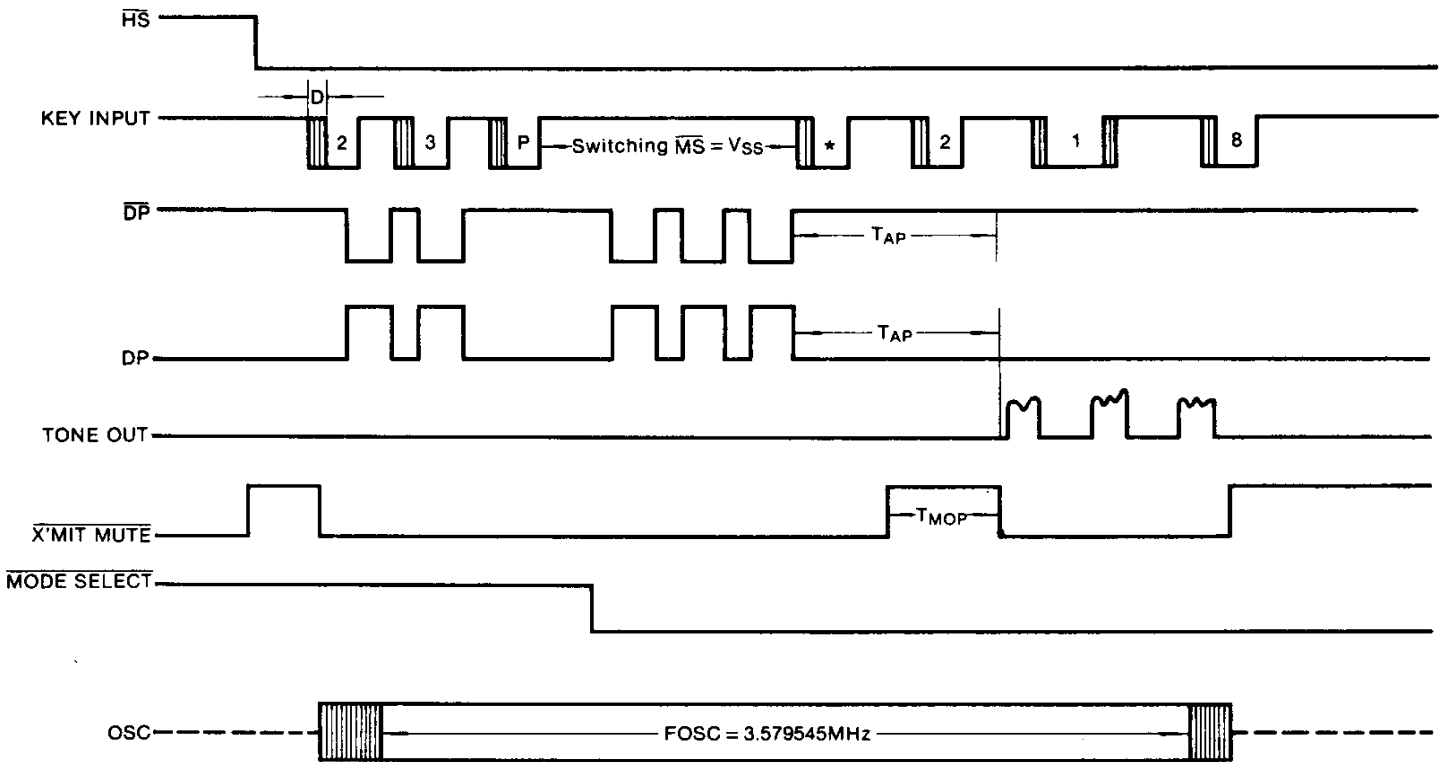 HS
D
KEY INPUT 2 3 P Switching MS = VSS * 2 1 8
DP
TAP
TAP
DP
TONE OUT
X'MIT MUTE TMOP
MODE SELECT
OSC FOSC = 3.579545MHz